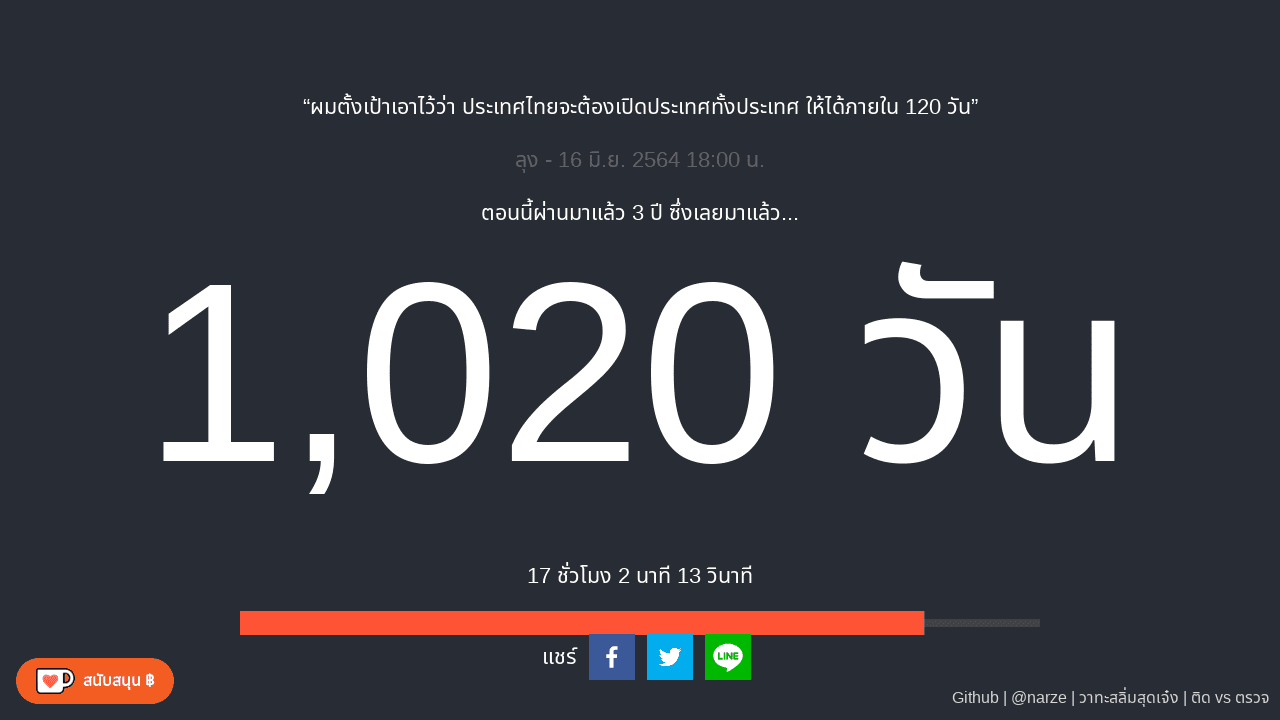 “ผมตั้งเป้าเอาไว้ว่า ประเทศไทยจะต้องเปิดประเทศทั้งประเทศ ให้ได้ภายใน 120 วัน”
ลุง - 16 มิ.ย. 2564 18:00 น.
ตอนนี้ผ่านมาแล้ว 3 ปี ซึ่งเลยมาแล้ว...
1,020 วัน
17 ชั่วโมง 2 นาที 13 วินาที
แชร์
LINE
สนับสนุน ฿
Github | @narze | วาทะสลิ่มสุดเจ๋ง | ติด vs ตรวจ